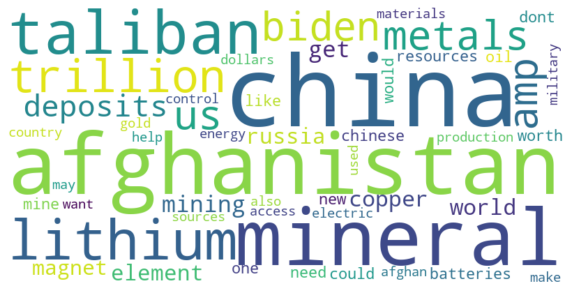 taliban biden materials dont
trillion get metals
dollars resources oil
deposits control us like china would amp military
country gold help energy russia chinese production worth
afghanistan used
may mining also new copper world
mine want sources access electric
lithium mineral
magnet element one need could afghan batteries make